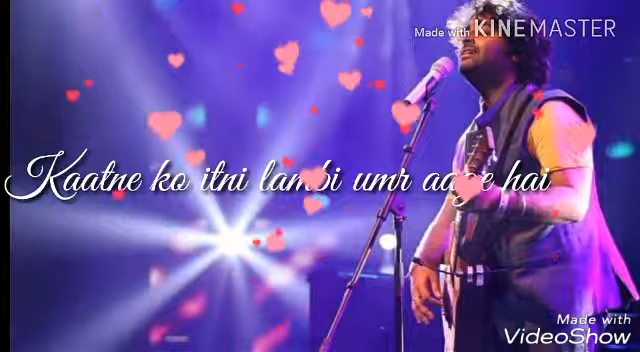 Made with KINEMASTER
Kaatne ko itni lambi umr aage hai
Made with
VideoShow